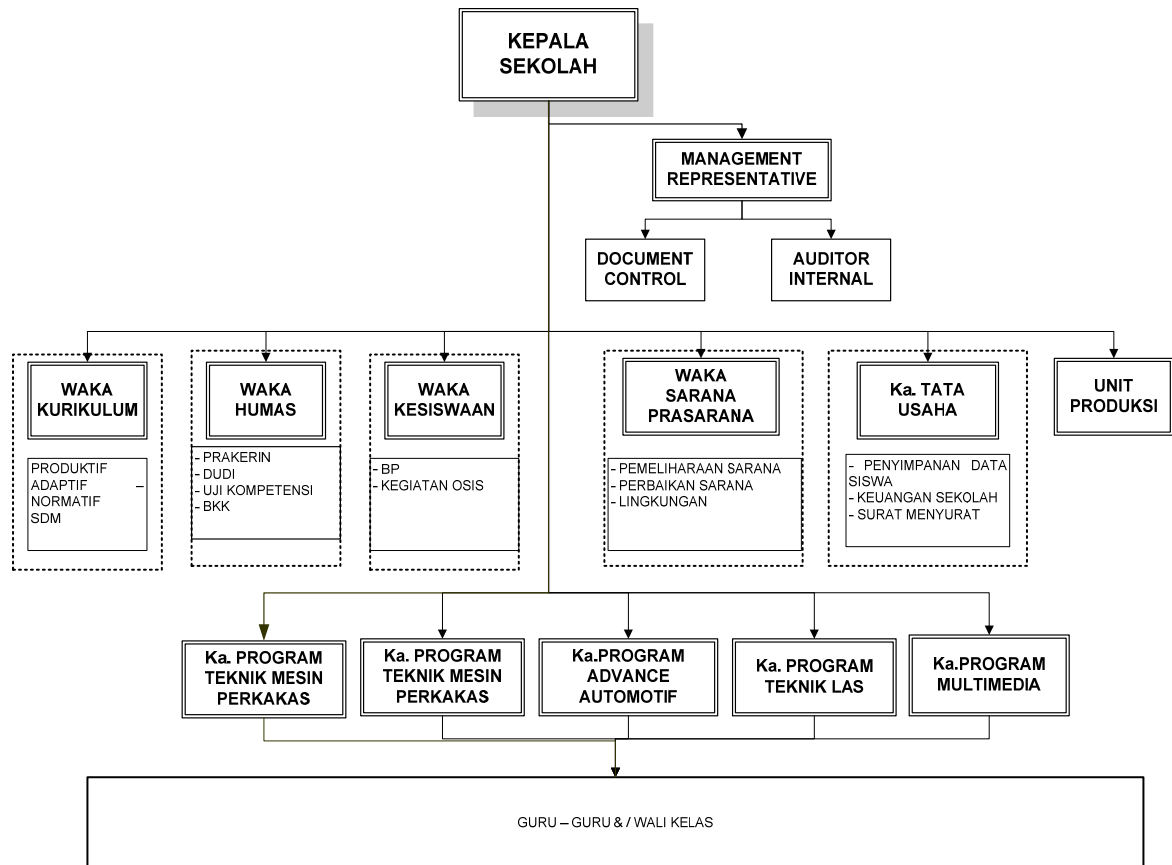 KEPALA
SEKOLAH
MANAGEMENT
REPRESENTATIVE
DOCUMENT
CONTROL
AUDITOR
INTERNAL
WAKA
KURIKULUM
PRODUKTIF
ADAPTIF –
NORMATIF
SDM
WAKA
HUMAS
- PRAKERIN
- DUDI
- UJI KOMPETENSI
- BKK
WAKA
KESISWAAN
- BP
- KEGIATAN OSIS
WAKA
SARANA
PRASARANA
- PEMELIHARAAN SARANA
- PERBAIKAN SARANA
- LINGKUNGAN
Ka. TATA
USAHA
- PENYIMPANAN DATA
SISWA
- KEUANGAN SEKOLAH
- SURAT MENYURAT
UNIT
PRODUKSI
Ka. PROGRAM
TEKNIK MESIN
PERKAKAS
Ka. PROGRAM
TEKNIK MESIN
PERKAKAS
Ka.PROGRAM
ADVANCE
AUTOMOTIF
Ka. PROGRAM
TEKNIK LAS
Ka.PROGRAM
MULTIMEDIA
GURU – GURU & / WALI KELAS